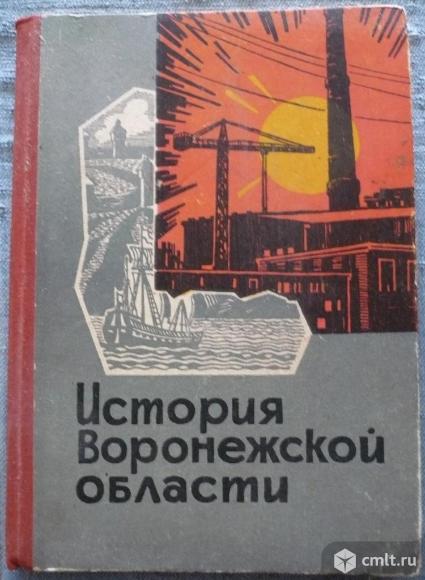 История
Воронежской
области
cmlt.ru